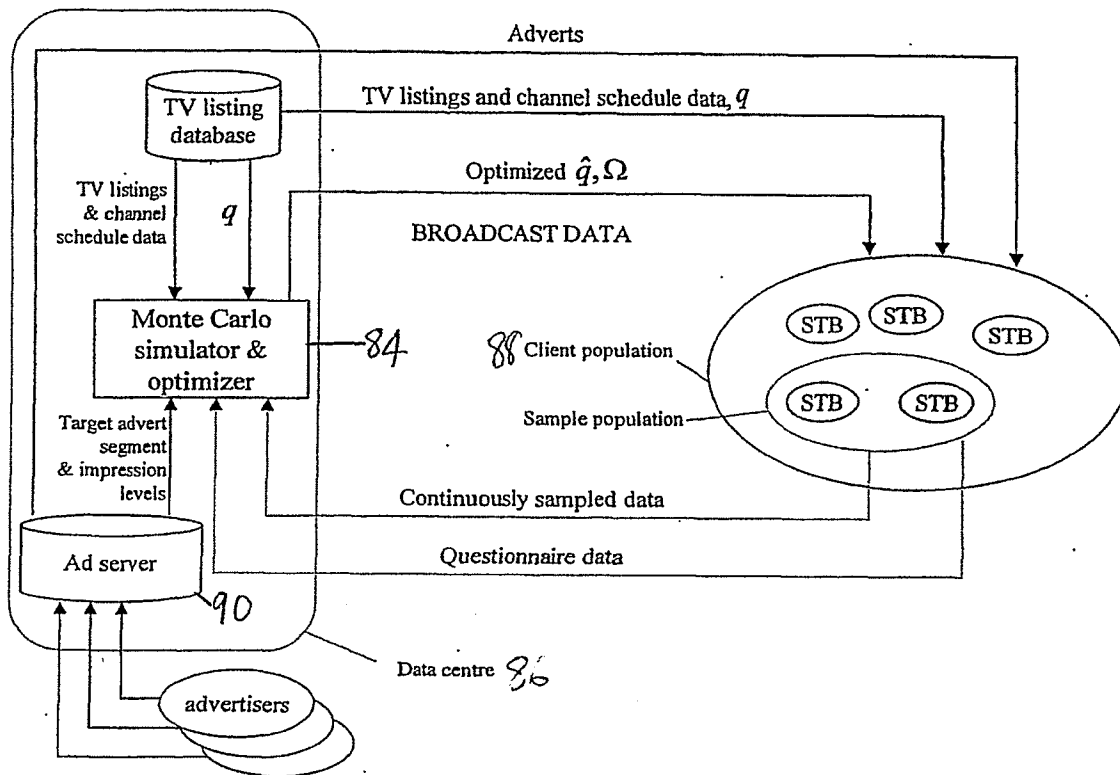 Adverts
TV listing
database
TV listings and channel schedule data, q
TV listings
& channel
schedule data
q
Optimized q̂, Ω
BROADCAST DATA
Monte Carlo
simulator &
optimizer
84
88 Client population
STB
STB
STB
Sample population
STB
STB
Target advert
segment
& impression
levels
Continuously sampled data
Questionnaire data
Ad server
90
Data centre 86
advertisers